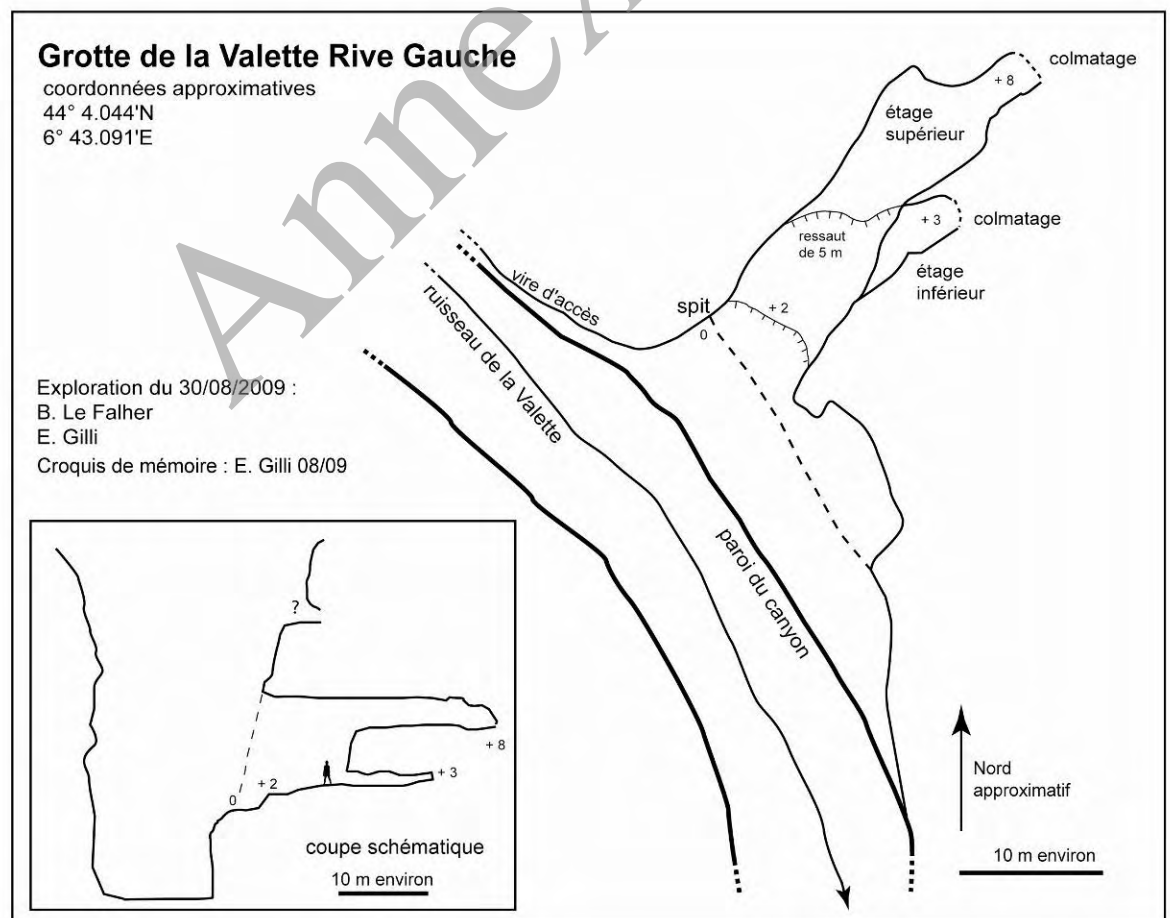 Grotte de la Valette Rive Gauche
coordonnées approximatives
44° 4.044'N
6° 43.091'E
colmatage
+ 8
étage
supérieur
colmatage
+ 3
ressaut
de 5 m
étage
inférieur
vire d'accès
spit
0
+ 2
ruisseau de la Valette
paroi du canyon
Exploration du 30/08/2009 :
B. Le Falher
E. Gilli
Croquis de mémoire : E. Gilli 08/09
?
+ 8
+ 3
+ 2
0
coupe schématique
10 m environ
Nord
approximatif
10 m environ